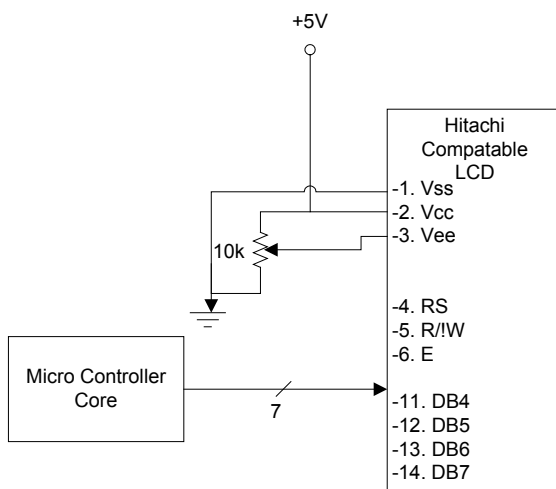 +5V
Hitachi
Compatable
LCD
-1. Vss
-2. Vcc
-3. Vee
10k
-4. RS
-5. R/!W
-6. E
Micro Controller
Core
7
-11. DB4
-12. DB5
-13. DB6
-14. DB7